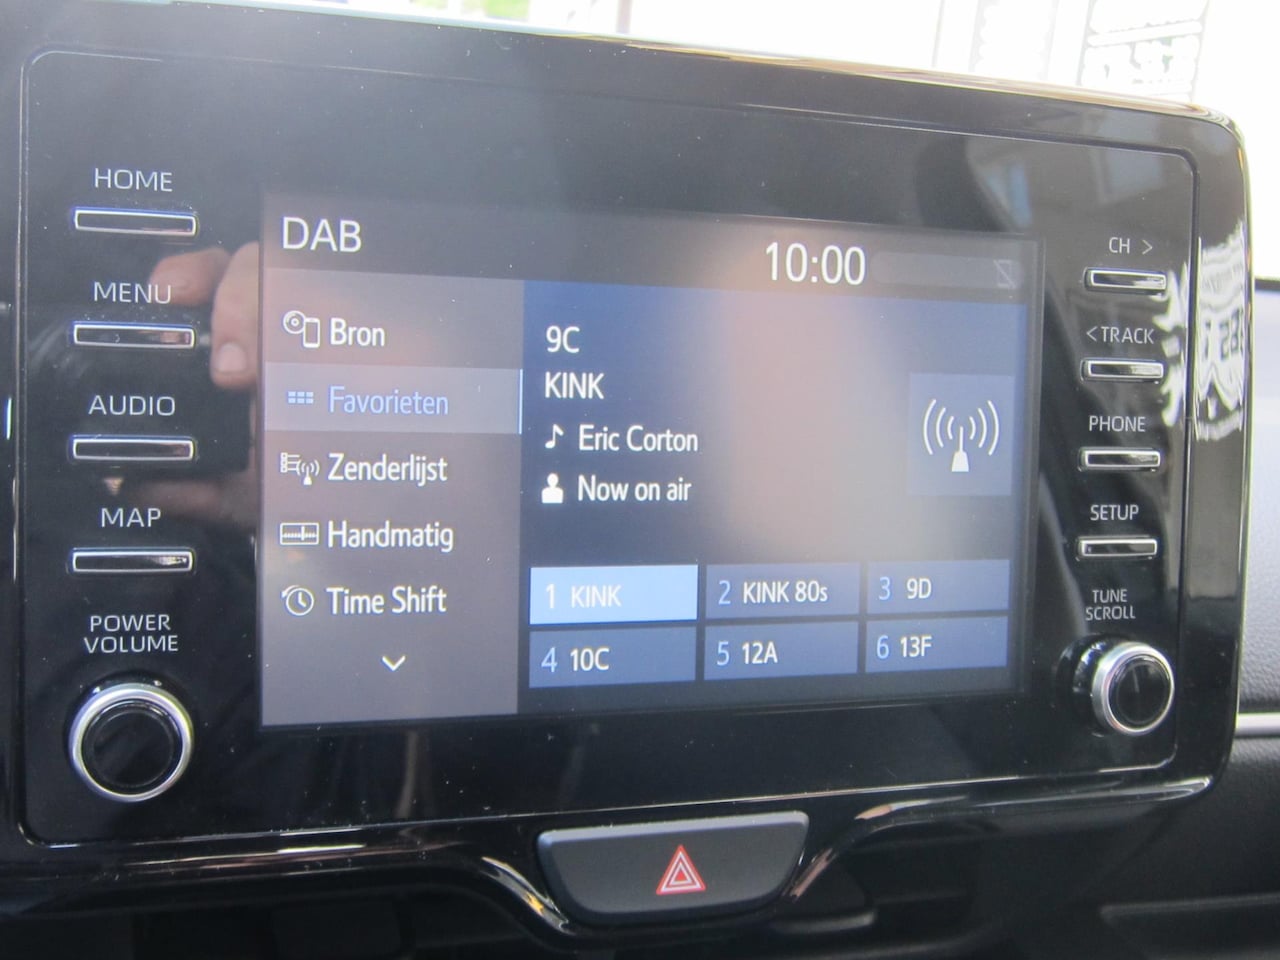 HOME
MENU
AUDIO
MAP
POWER
VOLUME
DAB
10:00
Bron
Favorieten
Zenderlijst
Handmatig
Time Shift
9C
KINK
Eric Corton
Now on air
1 KINK
2 KINK 80s
3 9D
4 10C
5 12A
6 13F
CH >
< TRACK
PHONE
SETUP
TUNE
SCROLL